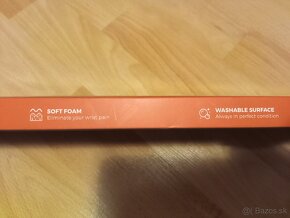 SOFT FOAM
Eliminate your wrist pain
WASHABLE SURFACE
Always in perfect condition
Bazos.sk